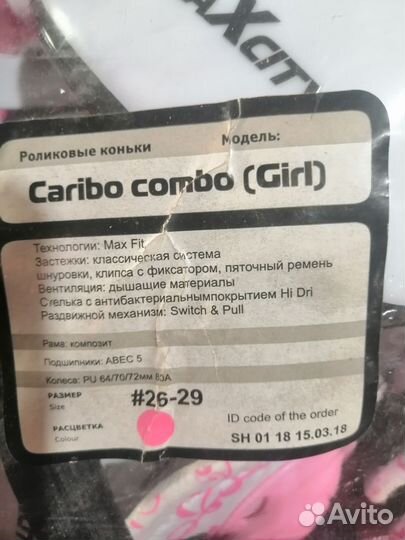 MAXCITY
Роликовые коньки
Модель:
Caribo combo (Girl)
Технологии: Max Fit
Застежки: классическая система
шнуровки, клипса с фиксатором, пяточный ремень
Вентиляция: дышащие материалы
Стелька с антибактериальнымпокрытием Hi Dri
Раздвижной механизм: Switch & Pull
Рама: композит
Подшипники: ABEC 5
Колеса: PU 64/70/72мм 80A
РАЗМЕР
Size
#26-29
РАСЦВЕТКА
Colour
ID code of the order
SH 01 18 15.03.18
Avito